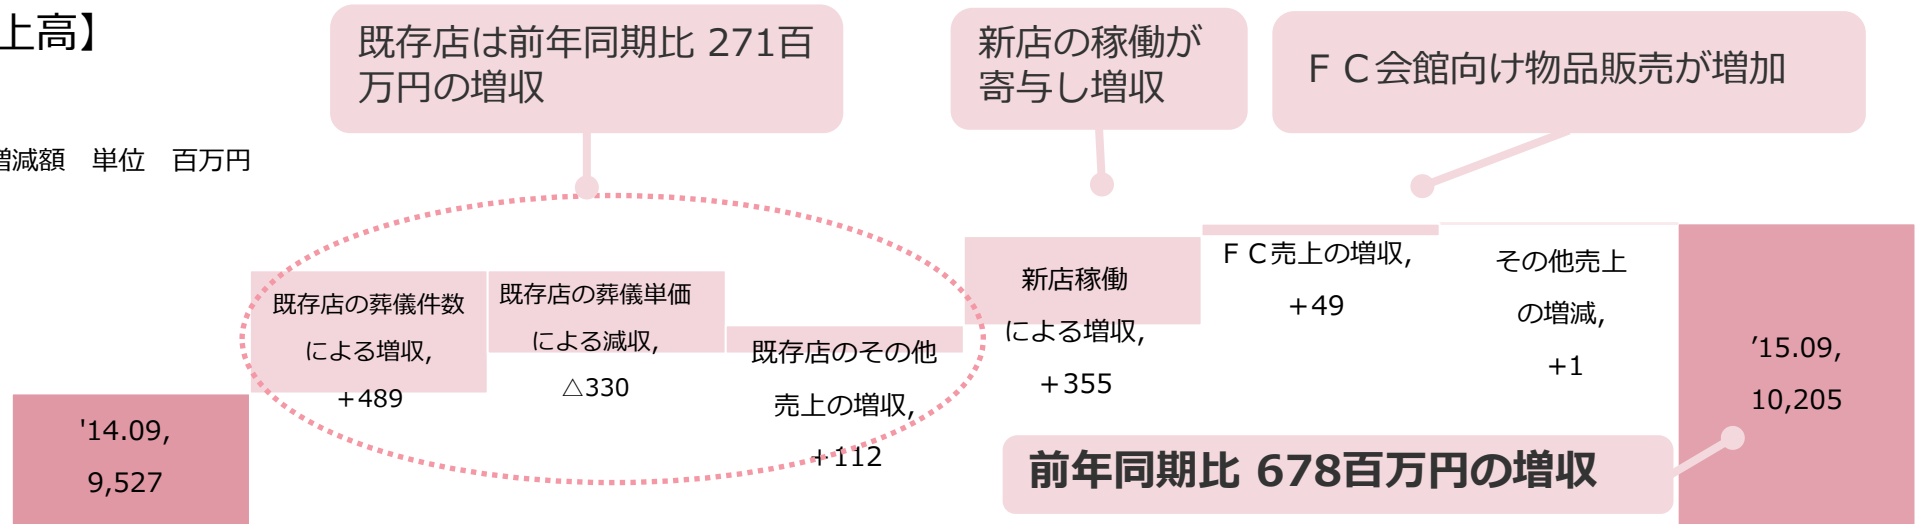 上高】
既存店は前年同期比 271百
万円の増収
新店の稼働が
寄与し増収
ＦＣ会館向け物品販売が増加
増減額　単位　百万円
'14.09,
9,527
既存店の葬儀件数
による増収,
+489
既存店の葬儀単価
による減収,
△330
既存店のその他
売上の増収,
+112
新店稼働
による増収,
+355
ＦＣ売上の増収,
+49
その他売上
の増減,
+1
'15.09,
10,205
前年同期比 678百万円の増収